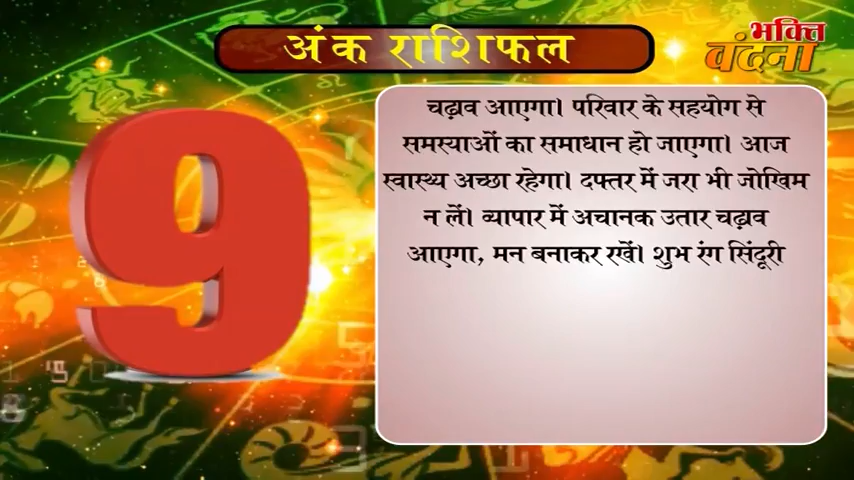 अंक राशिफल
भक्ति
वंदना
9
चढ़ाव आएगा। परिवार के सहयोग से
समस्याओं का समाधान हो जाएगा। आज
स्वास्थ्य अच्छा रहेगा। दफ्तर में जरा भी जोखिम
न लें। व्यापार में अचानक उतार चढ़ाव
आएगा, मन बनाकर रखें। शुभ रंग सिंदूरी